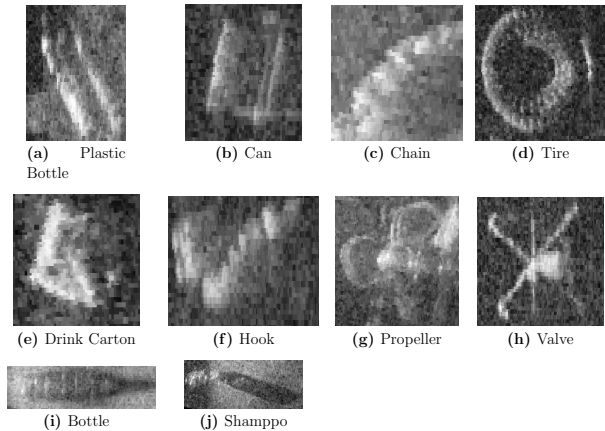 (a) Plastic
Bottle
(b) Can
(c) Chain
(d) Tire
(e) Drink Carton
(f) Hook
(g) Propeller
(h) Valve
(i) Bottle
(j) Shamppo